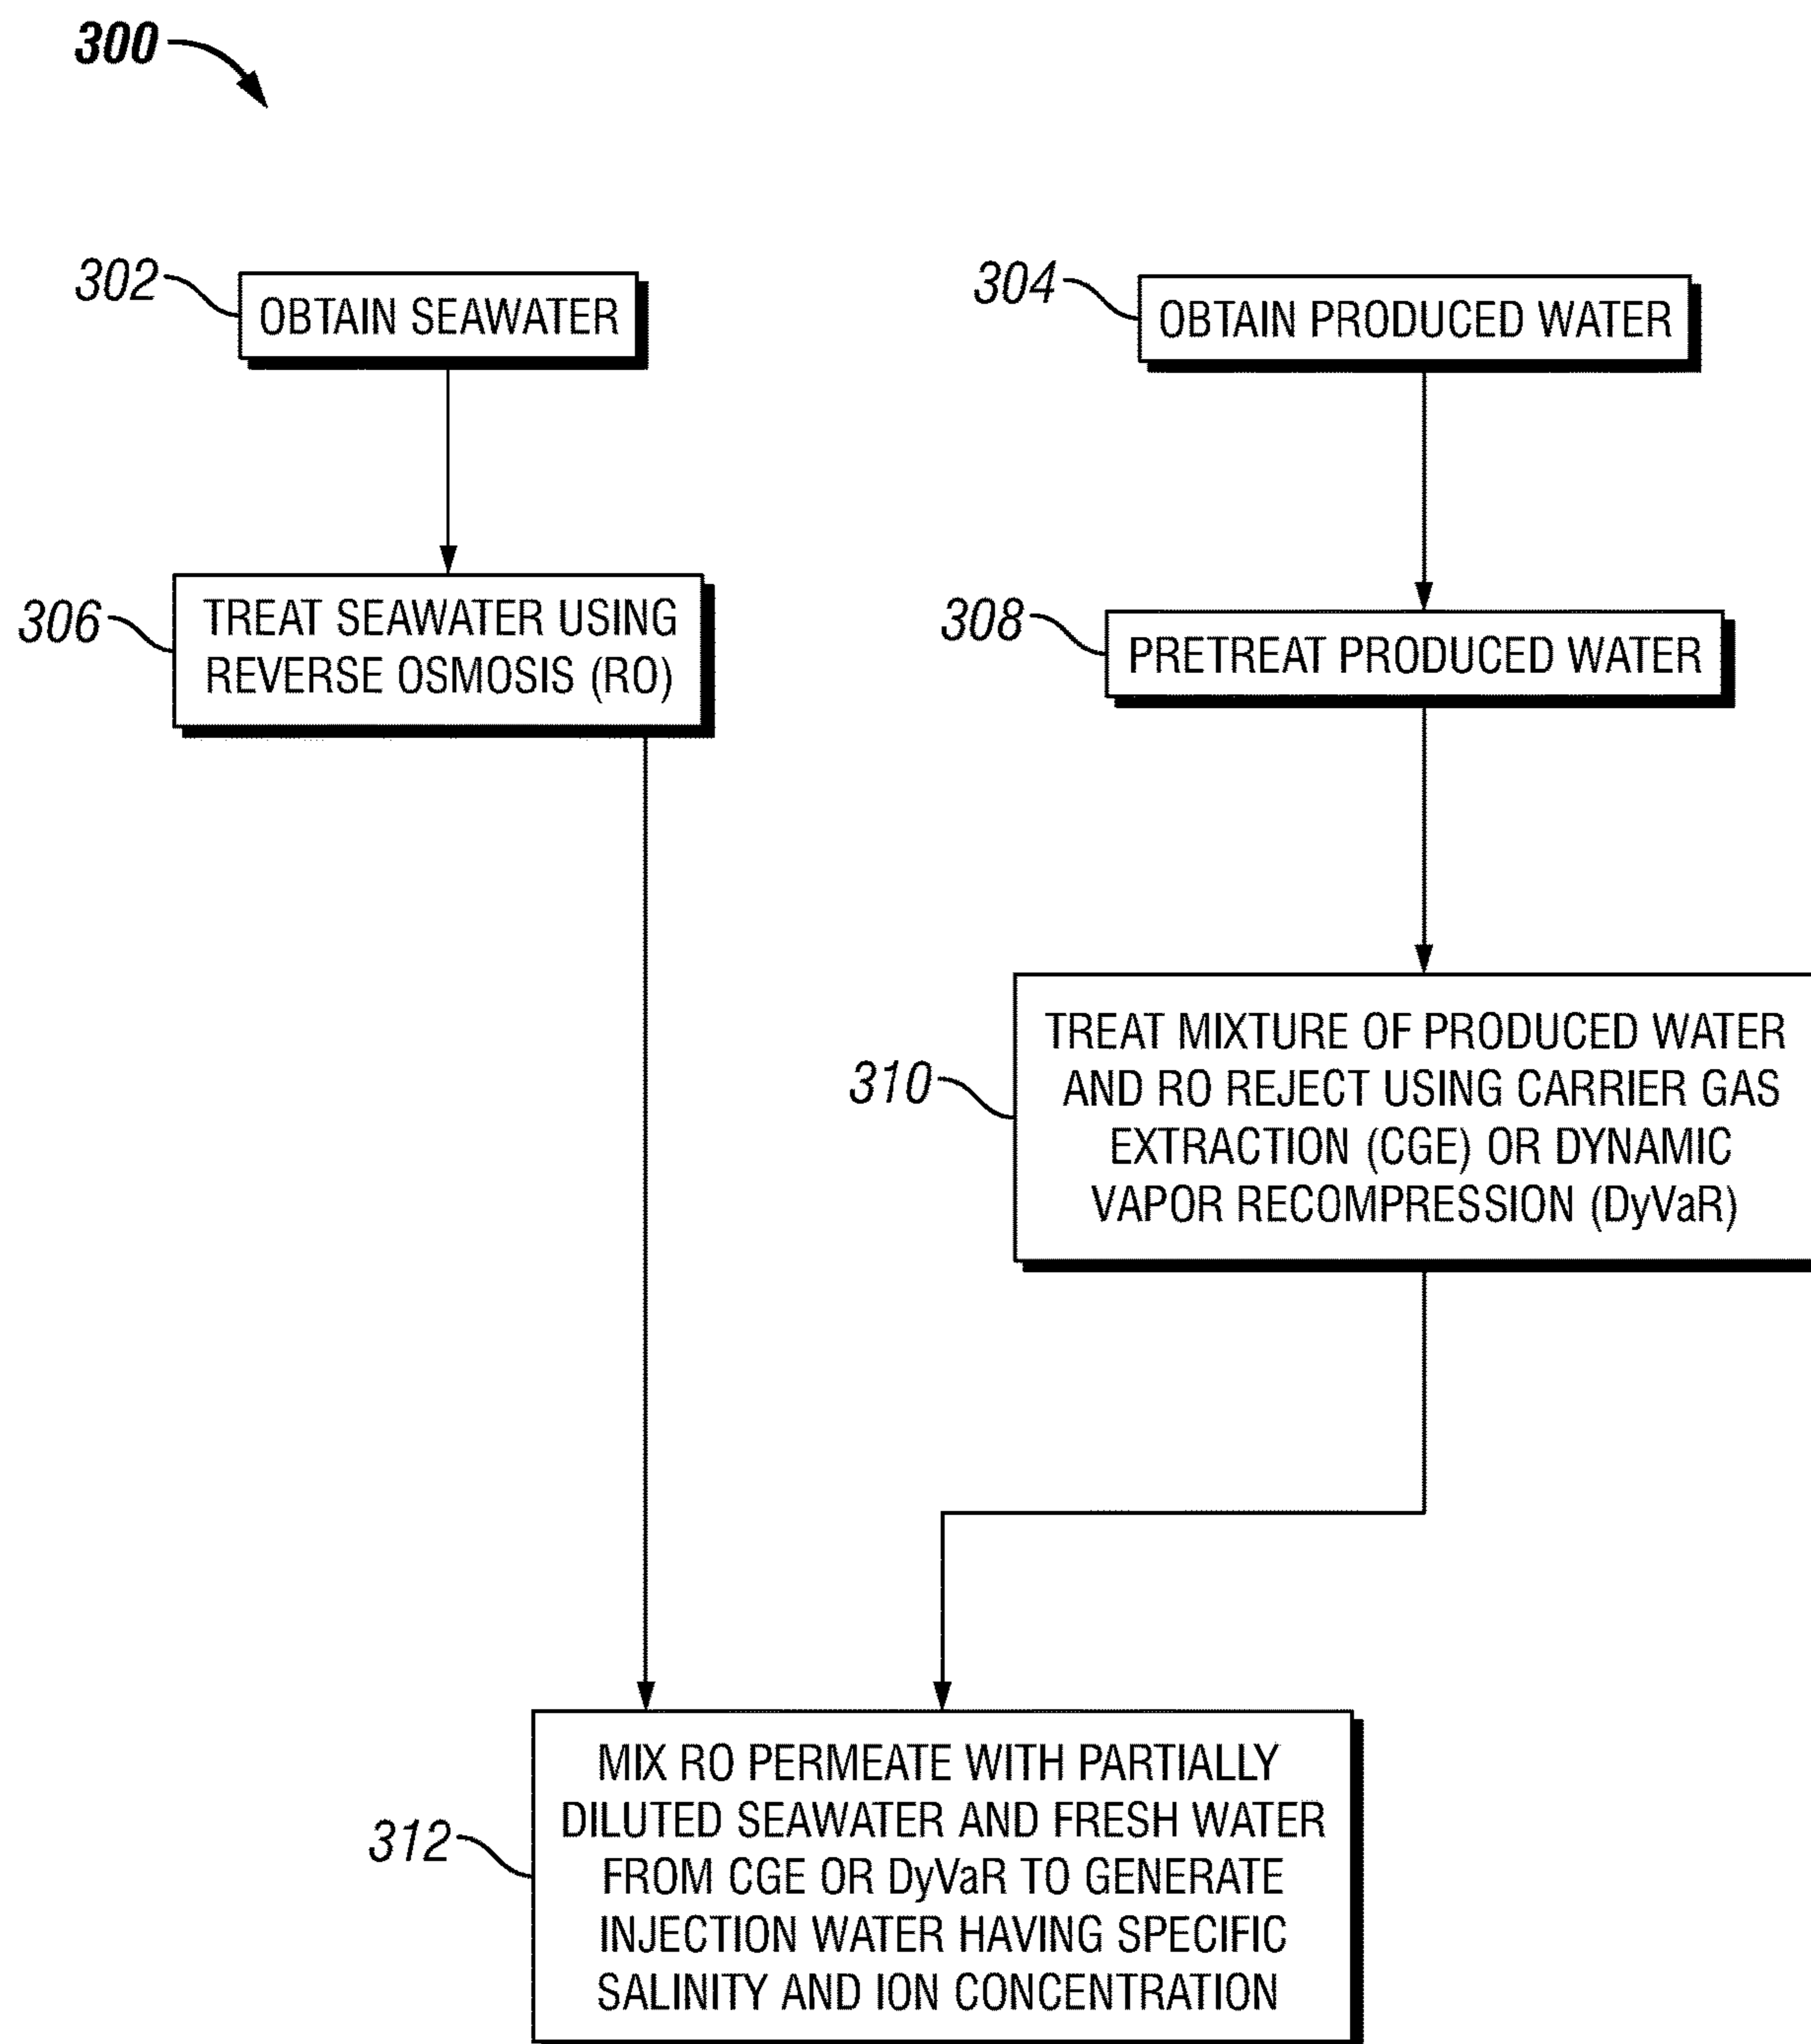 300
302
OBTAIN SEAWATER
304
OBTAIN PRODUCED WATER
306
TREAT SEAWATER USING
REVERSE OSMOSIS (RO)
308
PRETREAT PRODUCED WATER
310
TREAT MIXTURE OF PRODUCED WATER
AND RO REJECT USING CARRIER GAS
EXTRACTION (CGE) OR DYNAMIC
VAPOR RECOMPRESSION (DyVaR)
312
MIX RO PERMEATE WITH PARTIALLY
DILUTED SEAWATER AND FRESH WATER
FROM CGE OR DyVaR TO GENERATE
INJECTION WATER HAVING SPECIFIC
SALINITY AND ION CONCENTRATION